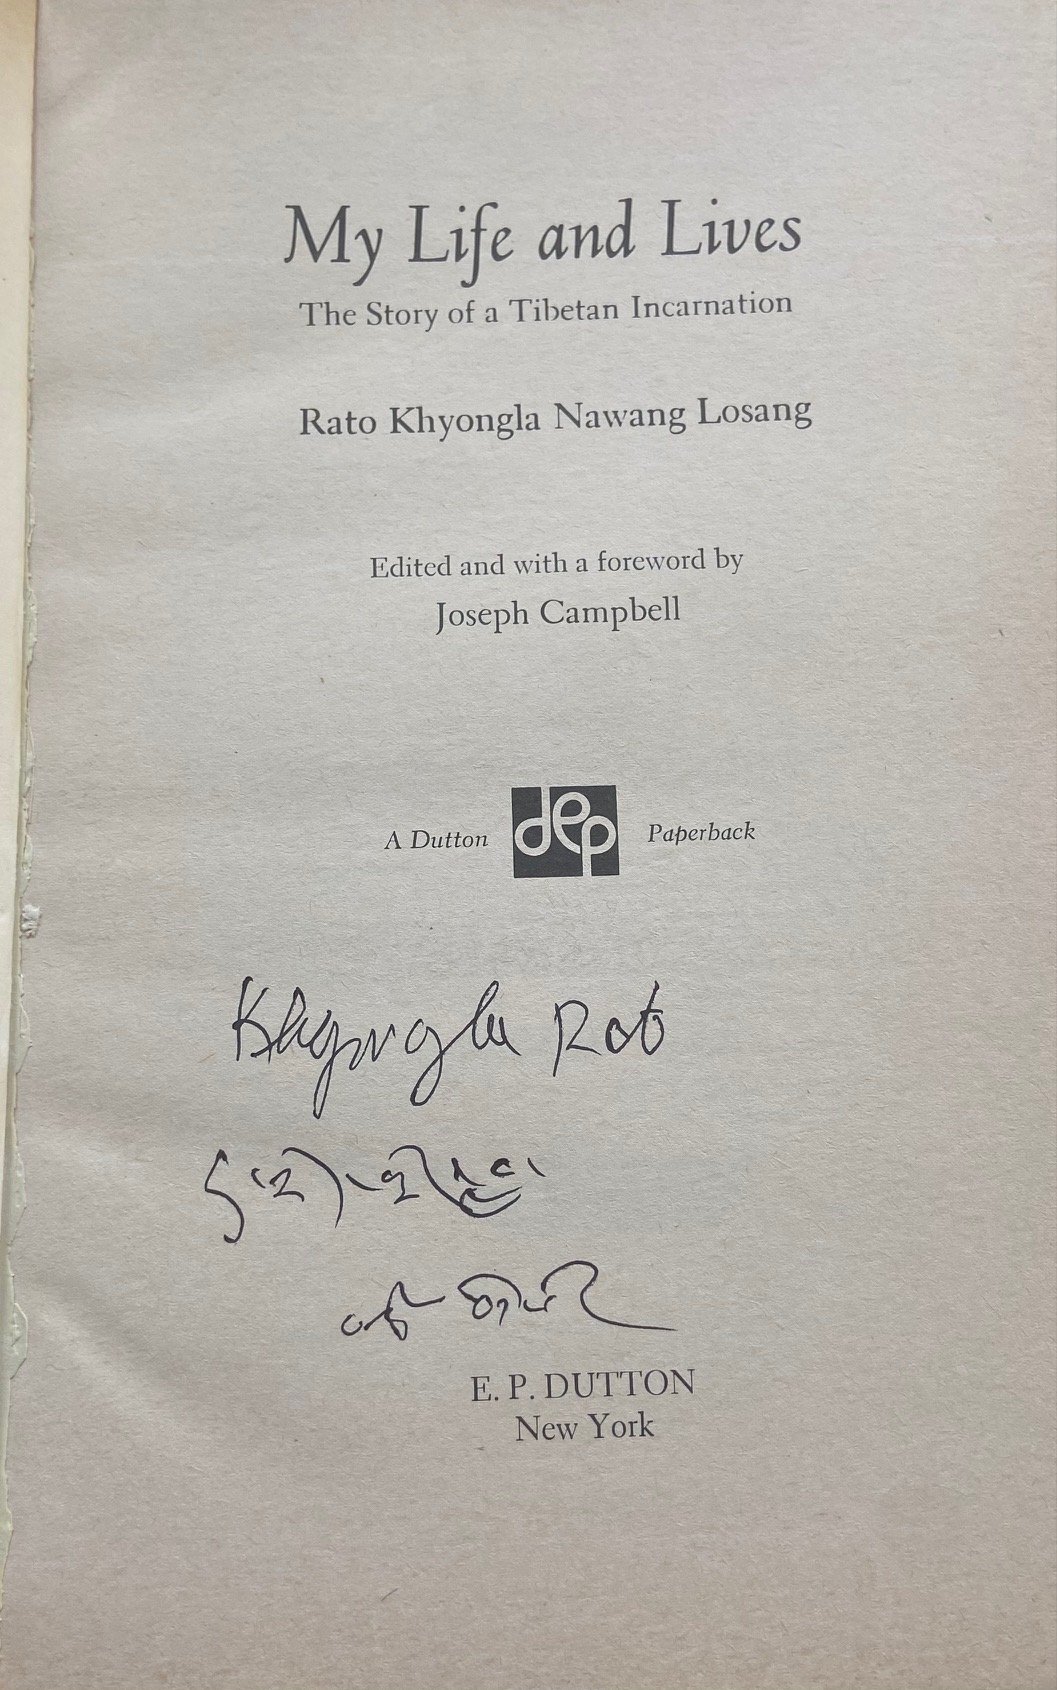 My Life and Lives
The Story of a Tibetan Incarnation
Rato Khyongla Nawang Losang
Edited and with a foreword by
Joseph Campbell
A Dutton dep Paperback
Khyongla Rato
E. P. DUTTON
New York